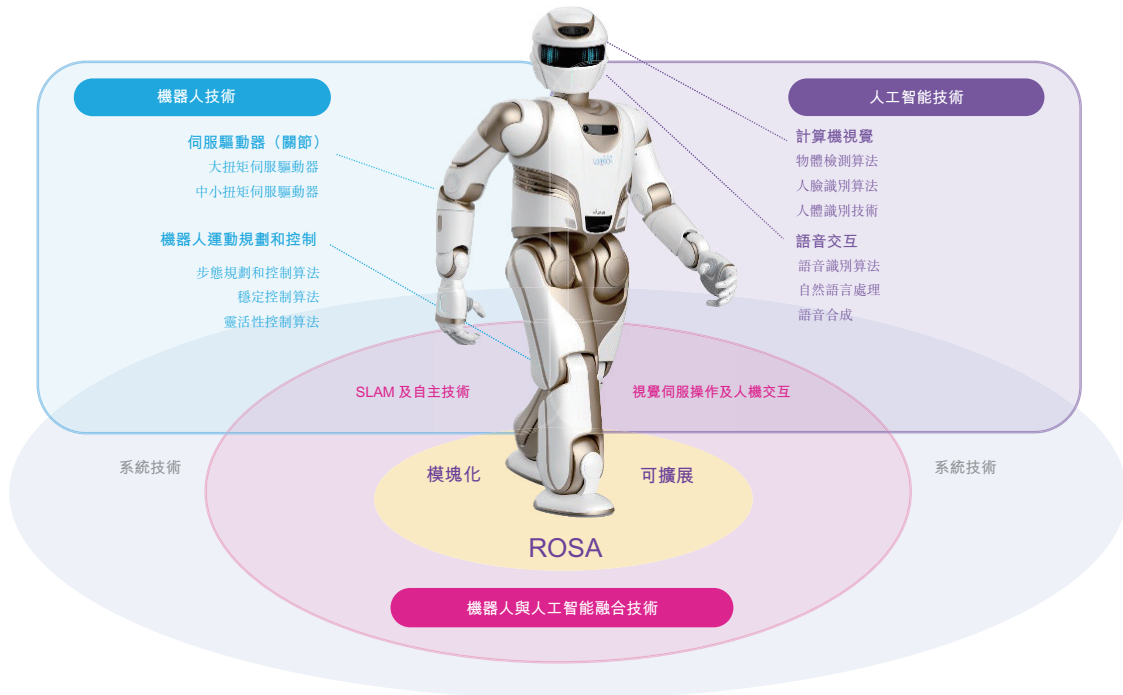 機器人技術
伺服驅動器（關節）
大扭矩伺服驅動器
中小扭矩伺服驅動器
機器人運動規劃和控制
步態規劃和控制算法
穩定控制算法
靈活性控制算法
人工智能技術
計算機視覺
物體檢測算法
人臉識別算法
人體識別技術
語音交互
語音識別算法
自然語言處理
語音合成
SLAM 及自主技術
視覺伺服操作及人機交互
系統技術
系統技術
模塊化
可擴展
ROSA
機器人與人工智能融合技術